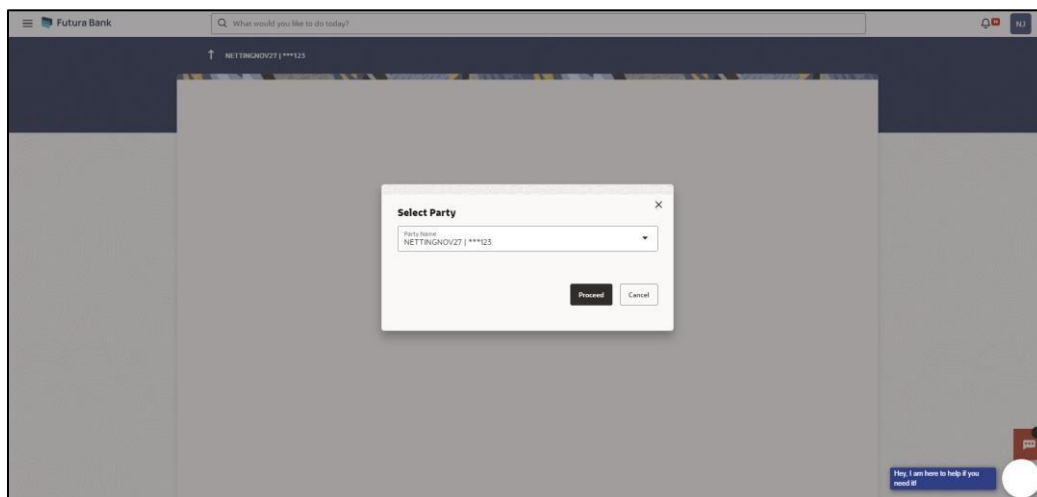 Futura Bank
What would you like to do today?
NJ
NETTINGNOV27 | ***123
Select Party
Party Name
NETTINGNOV27 | ***123
Proceed
Cancel
Hey, I am here to help if you
need it!